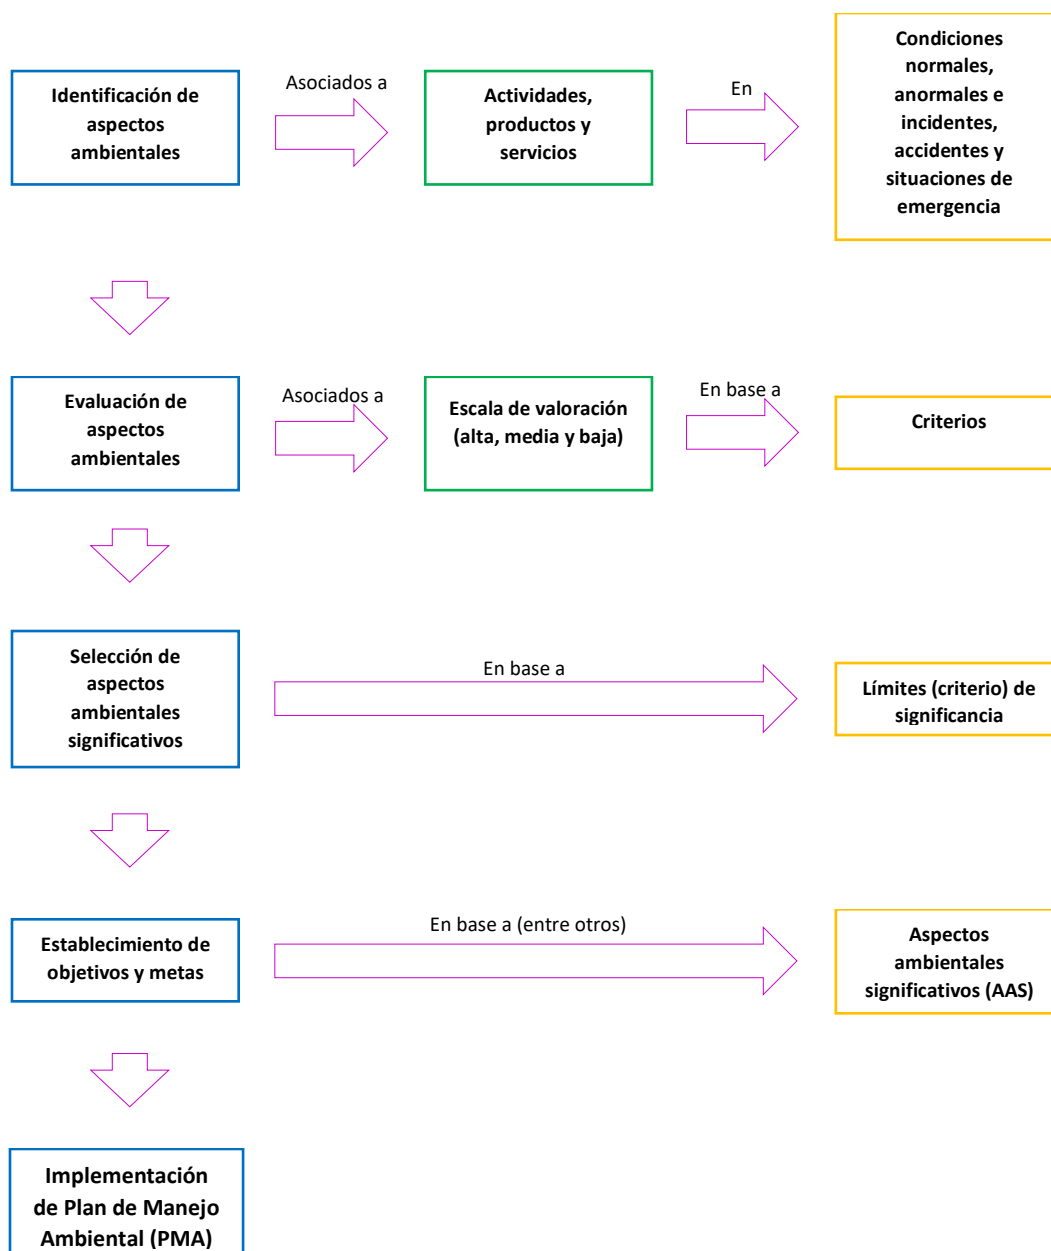 Identificación de
aspectos
ambientales
Asociados a
Actividades,
productos y
servicios
En
Condiciones
normales,
anormales e
incidentes,
accidentes y
situaciones de
emergencia
Evaluación de
aspectos
ambientales
Asociados a
Escala de valoración
(alta, media y baja)
En base a
Criterios
Selección de
aspectos
ambientales
significativos
En base a
Límites (criterio) de
significancia
Establecimiento de
objetivos y metas
En base a (entre otros)
Aspectos
ambientales
significativos (AAS)
Implementación
de Plan de Manejo
Ambiental (PMA)